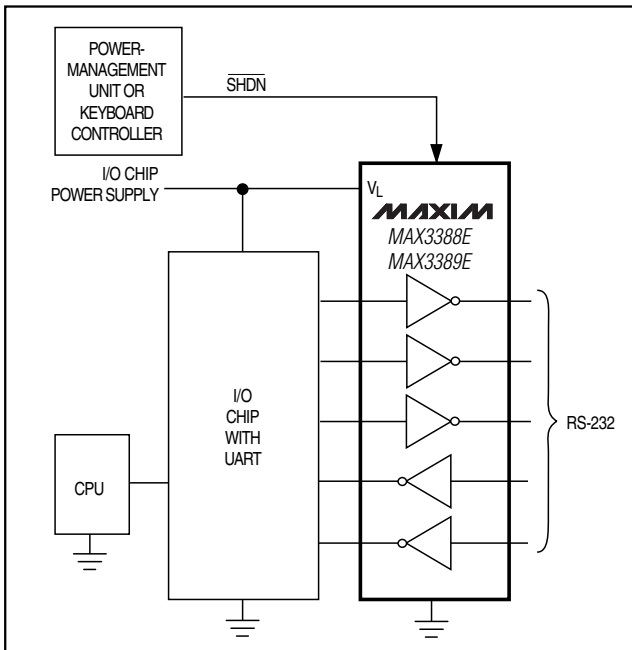 POWER-
MANAGEMENT
UNIT OR
KEYBOARD
CONTROLLER
SHDN
I/O CHIP
POWER SUPPLY
VL
MAXIM
MAX3388E
MAX3389E
I/O
CHIP
WITH
UART
RS-232
CPU